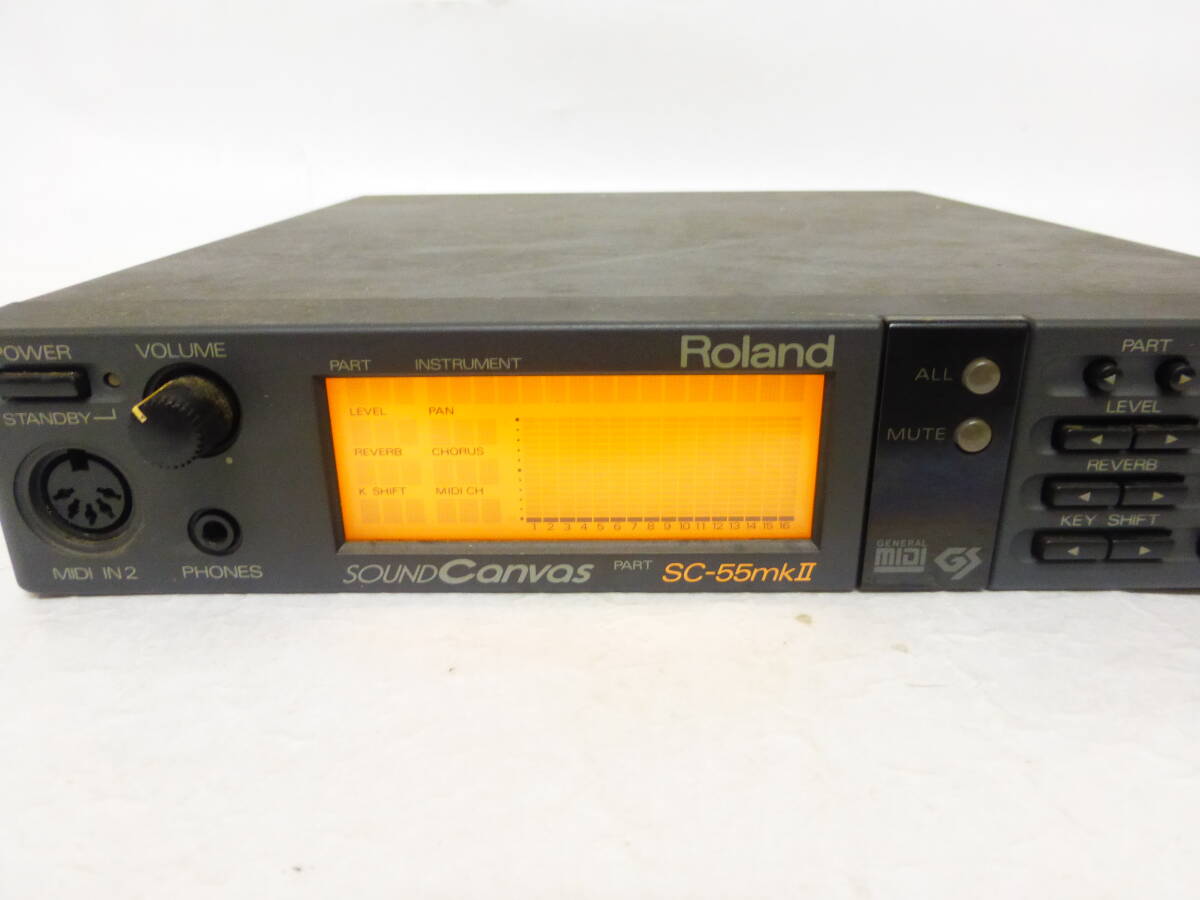 POWER
VOLUME
STANDBY
MIDI IN 2
PHONES
PART INSTRUMENT
Roland
LEVEL PAN
REVERB CHORUS
K SHIFT MIDI CH
1 2 3 4 5 6 7 8 9 10 11 12 13 14 15 16
SOUND Canvas
PART
SC-55mkII
ALL
MUTE
GENERAL
MIDI
GS
PART
LEVEL
REVERB
KEY SHIFT